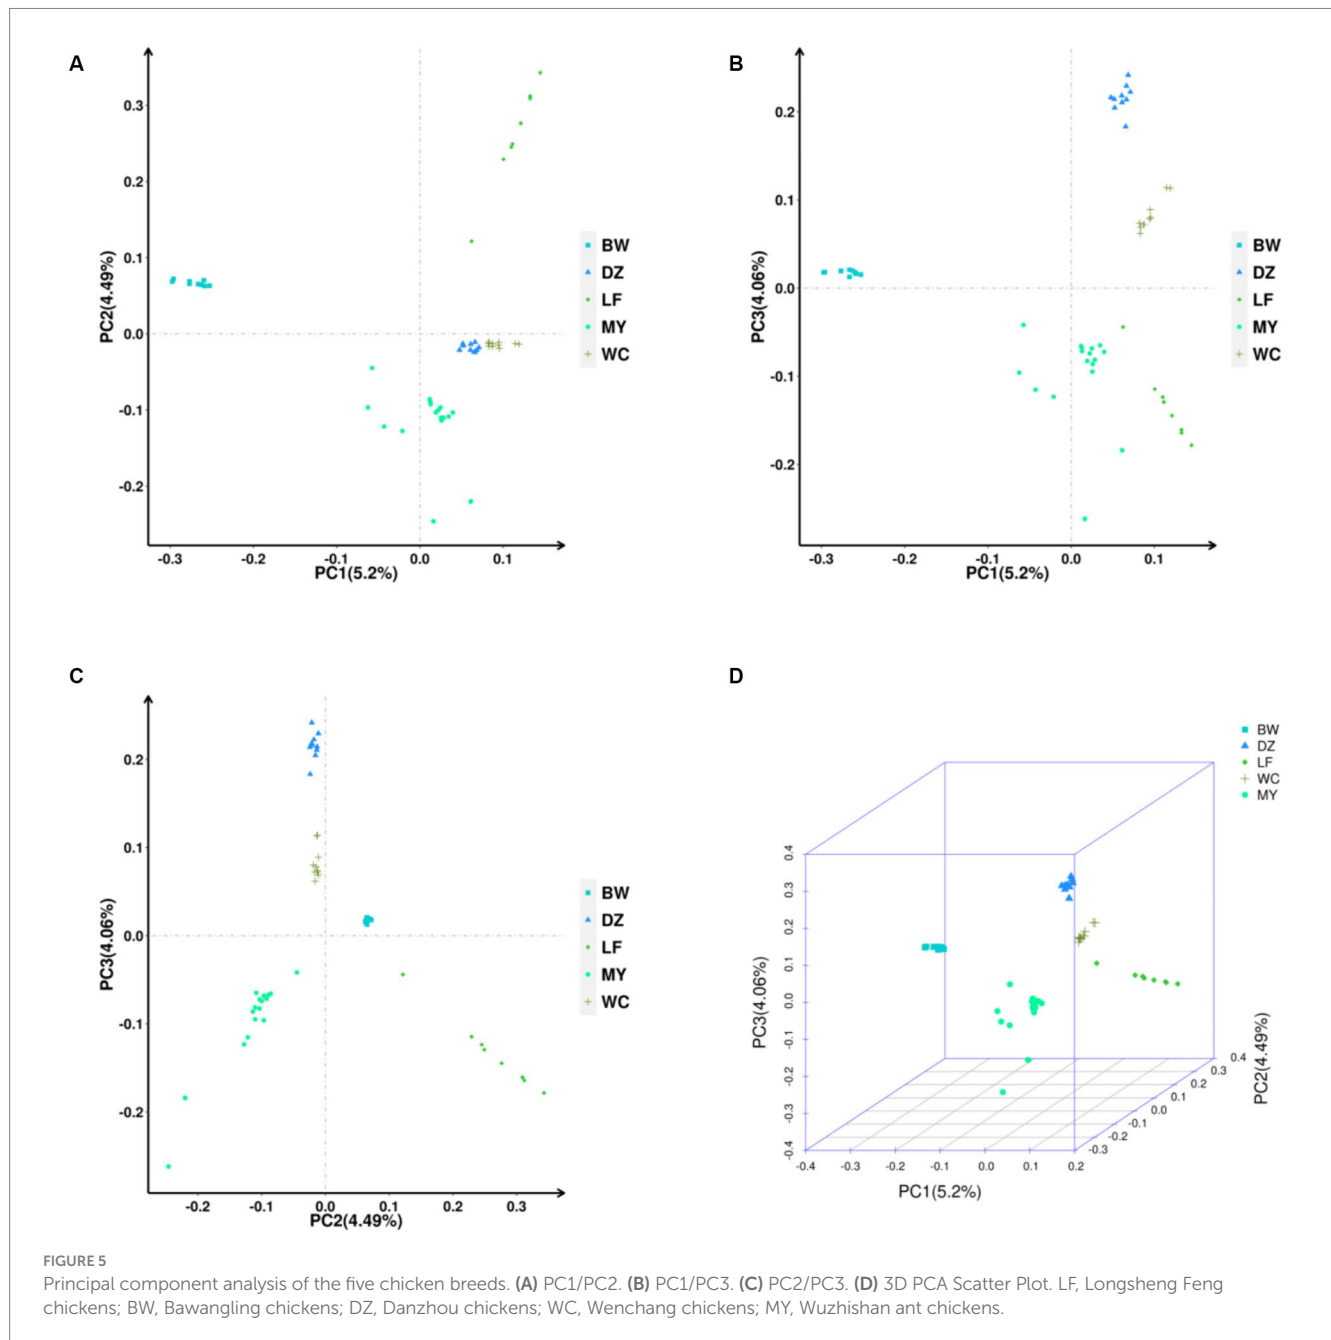 A
0.3
0.2
0.1
0.0
-0.1
-0.2
PC2(4.49%)
-0.3
-0.2
-0.1
0.0
0.1
PC1(5.2%)
BW
DZ
LF
MY
WC
B
0.2
0.1
0.0
-0.1
-0.2
PC3(4.06%)
-0.3
-0.2
-0.1
0.0
0.1
PC1(5.2%)
BW
DZ
LF
MY
WC
C
0.2
0.1
0.0
-0.1
-0.2
PC3(4.06%)
-0.2
-0.1
0.0
0.1
0.2
0.3
PC2(4.49%)
BW
DZ
LF
MY
WC
D
BW
DZ
LF
WC
MY
0.4
0.3
0.2
0.1
0.0
-0.1
-0.2
-0.3
-0.4
PC3(4.06%)
-0.4
-0.3
-0.2
-0.1
0.0
0.1
0.2
PC1(5.2%)
-0.3
-0.2
-0.1
0.0
0.1
0.2
0.3
0.4
PC2(4.49%)
FIGURE 5
Principal component analysis of the five chicken breeds. (A) PC1/PC2. (B) PC1/PC3. (C) PC2/PC3. (D) 3D PCA Scatter Plot. LF, Longsheng Feng
chickens; BW, Bawangling chickens; DZ, Danzhou chickens; WC, Wenchang chickens; MY, Wuzhishan ant chickens.